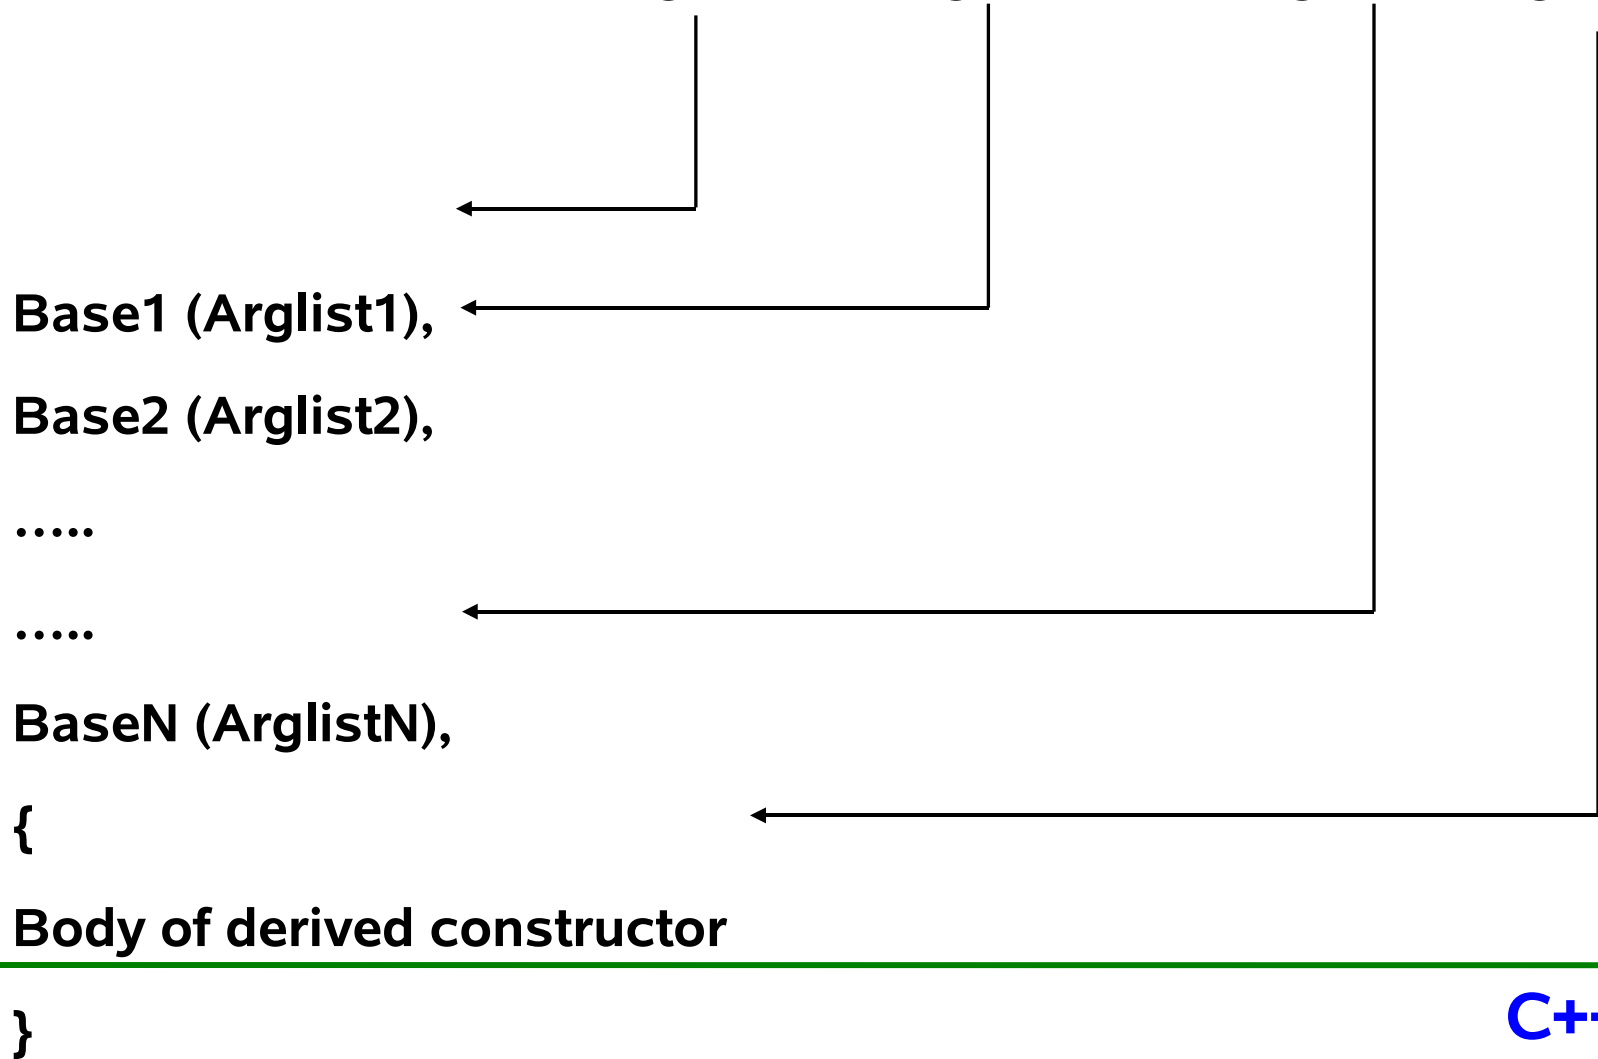 Base1 (Arglist1),
Base2 (Arglist2),
…..
…..
BaseN (ArglistN),
{
Body of derived constructor
}